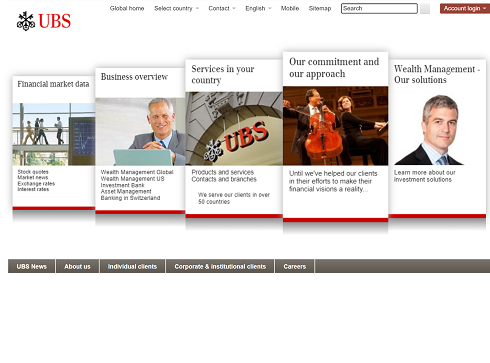 Global home Select country Contact English Mobile Sitemap Search Account login
UBS
Financial market data
Stock quotes
Market news
Exchange rates
Interest rates
Business overview
Wealth Management Global
Wealth Management US
Investment Bank
Asset Management
Banking in Switzerland
Services in your
country
UBS
Products and services
Contacts and branches
We serve our clients in over
50 countries
Our commitment and
our approach
Until we've helped our clients
in their efforts to make their
financial visions a reality...
Wealth Management -
Our solutions
Learn more about our
investment solutions
UBS News About us Individual clients Corporate & institutional clients Careers